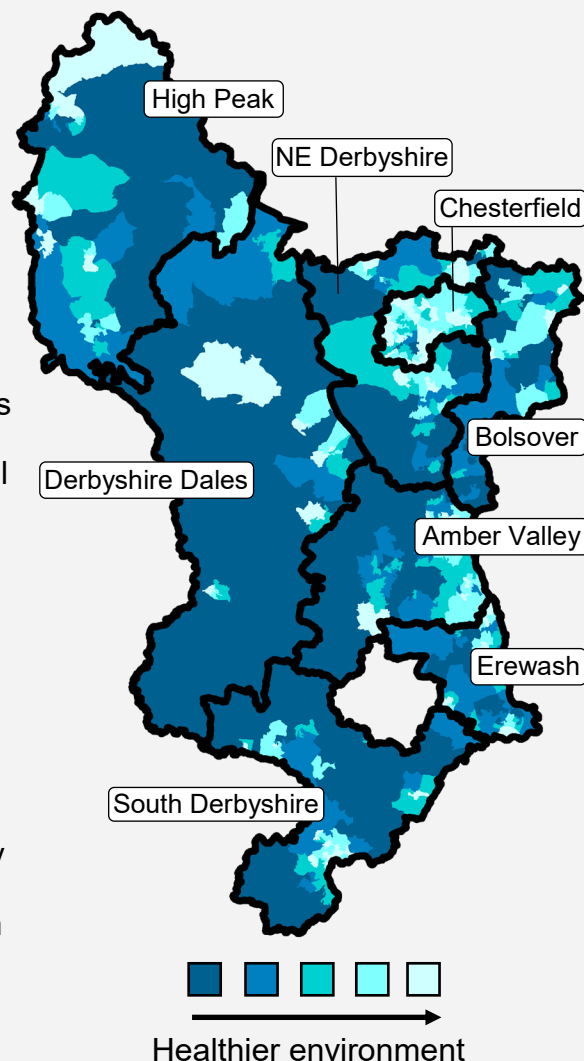 High Peak
NE Derbyshire
Chesterfield
s
Bolsover
l
Derbyshire Dales
Amber Valley
Erewash
South Derbyshire
Healthier environment